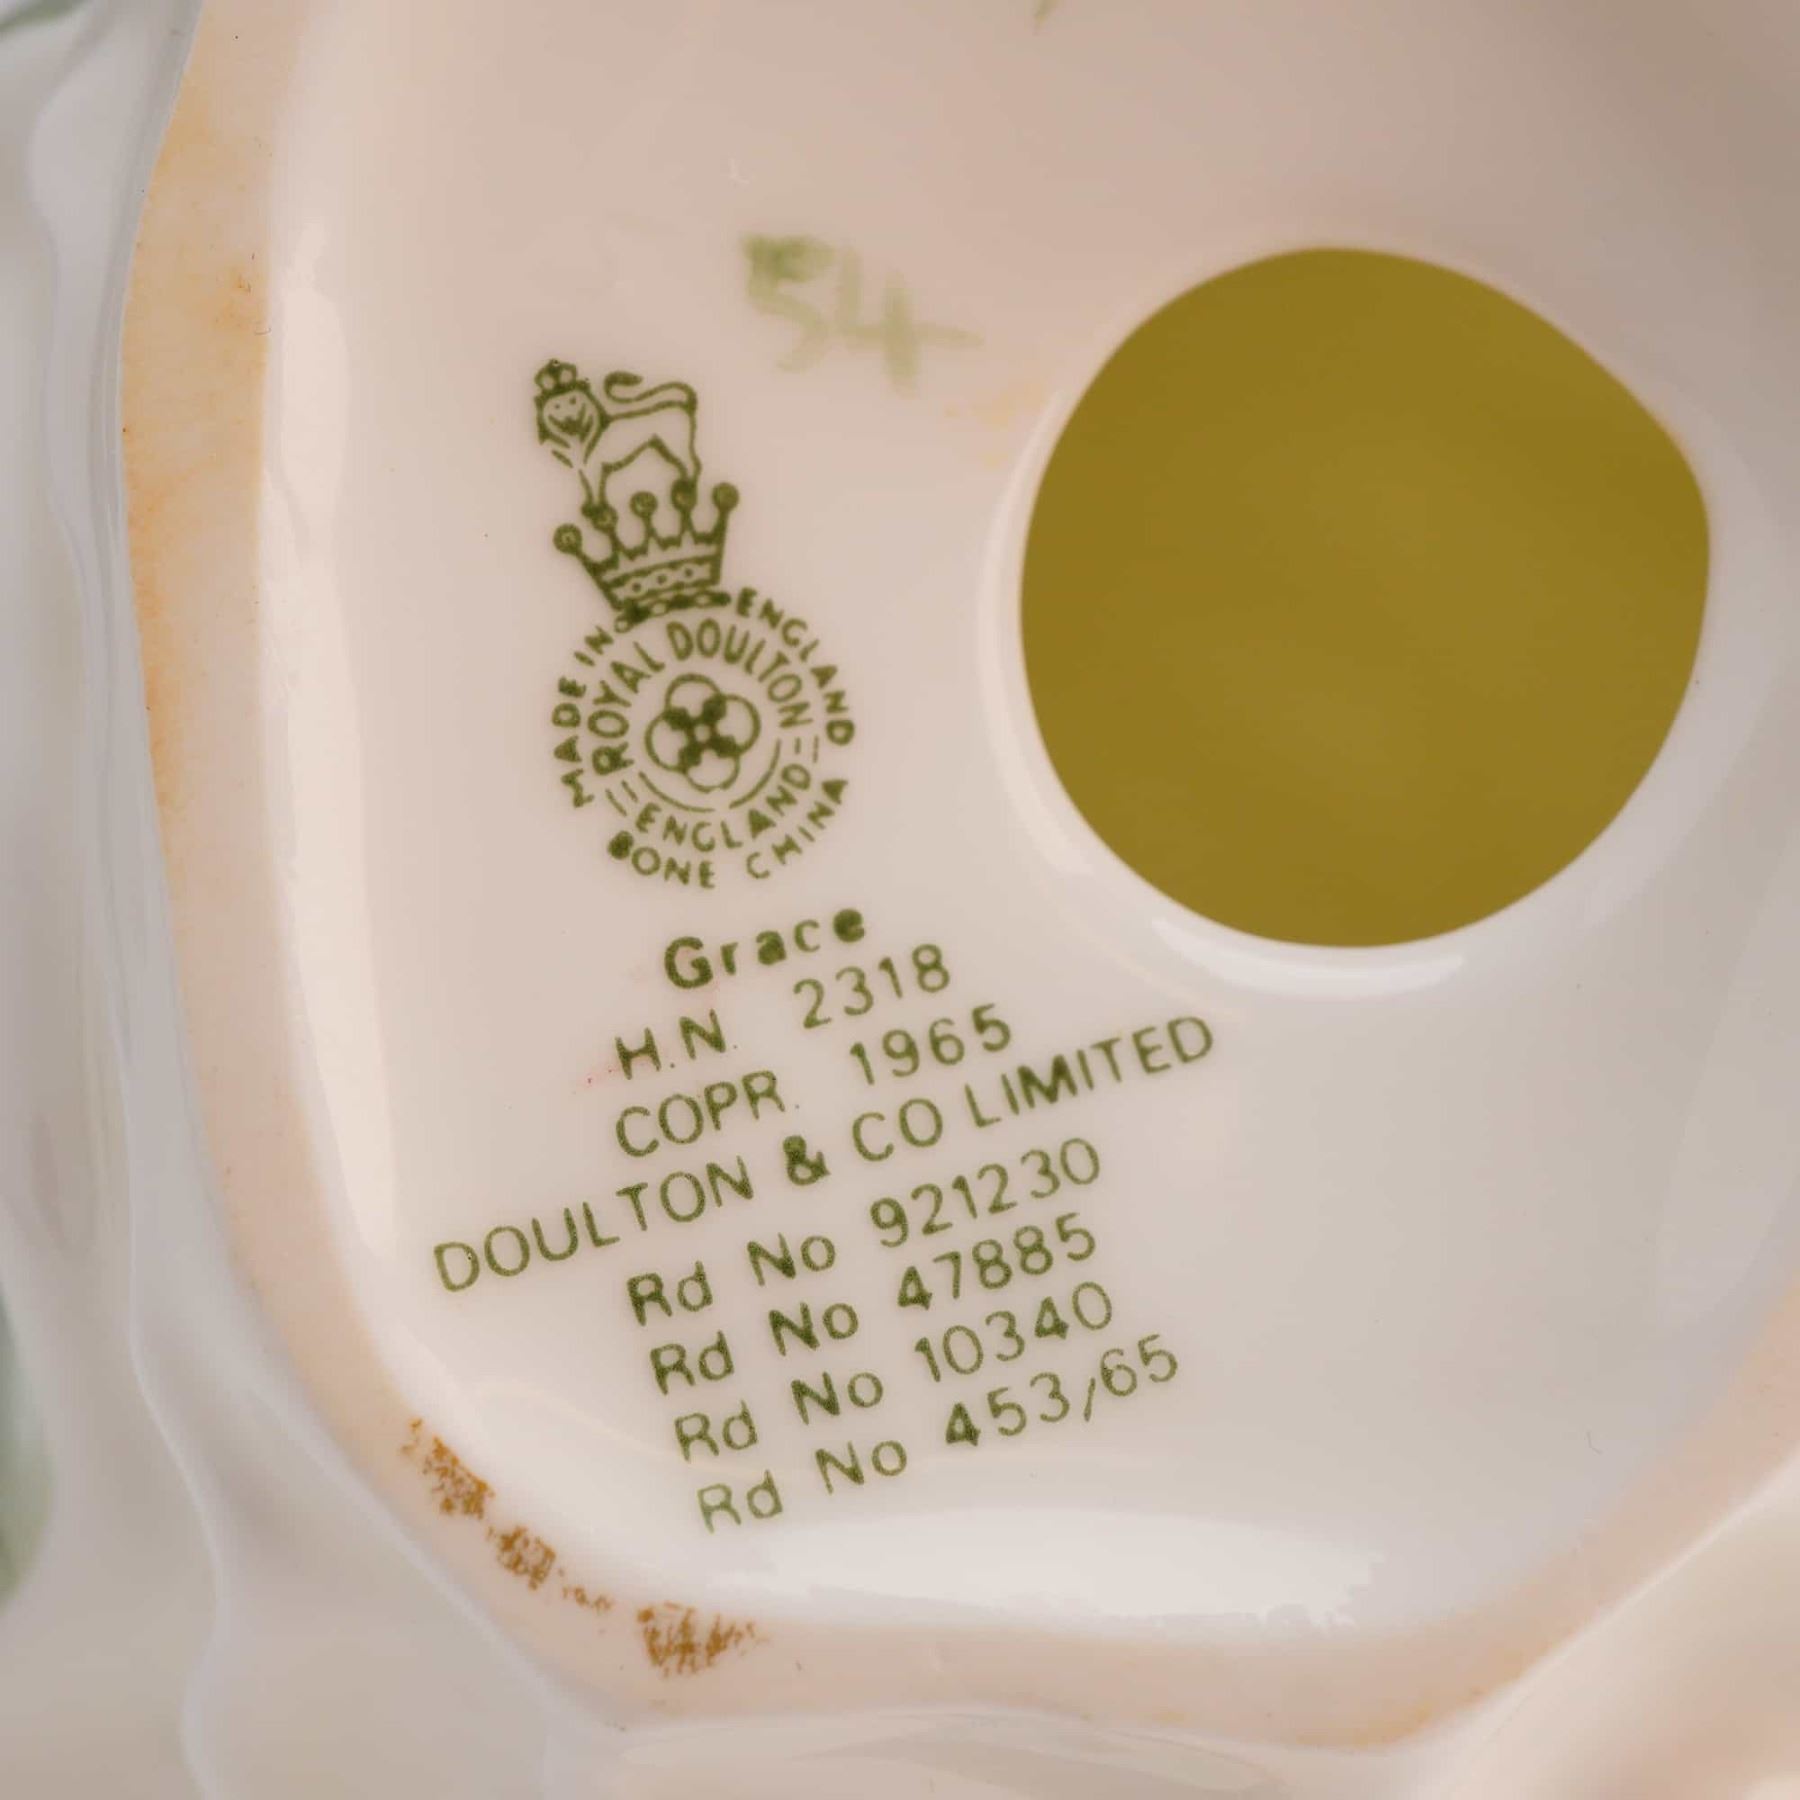 54
MADE IN ENGLAND
ROYAL DOULTON
ENGLAND
BONE CHINA
Grace
H.N. 2318
COPR. 1965
DOULTON & CO LIMITED
Rd No 921230
Rd No 47885
Rd No 10340
Rd No 453/65